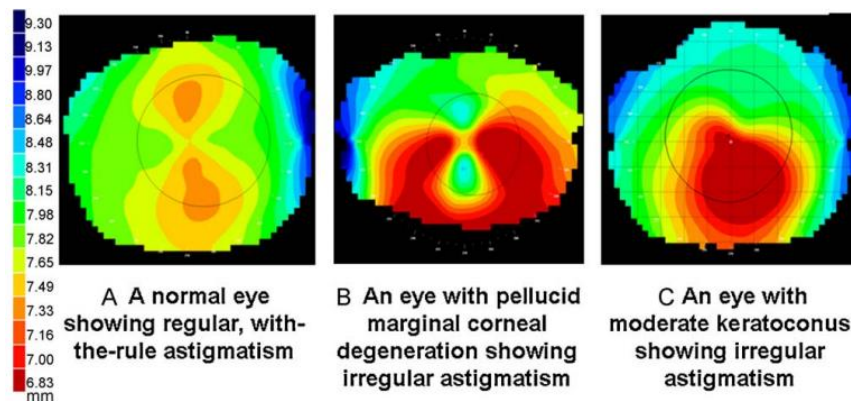 9.30
9.13
9.97
8.80
8.64
8.48
8.31
8.15
7.98
7.82
7.65
7.49
7.33
7.16
7.00
6.83
mm
A A normal eye
showing regular, with-
the-rule astigmatism
B An eye with pellucid
marginal corneal
degeneration showing
irregular astigmatism
C An eye with
moderate keratoconus
showing irregular
astigmatism